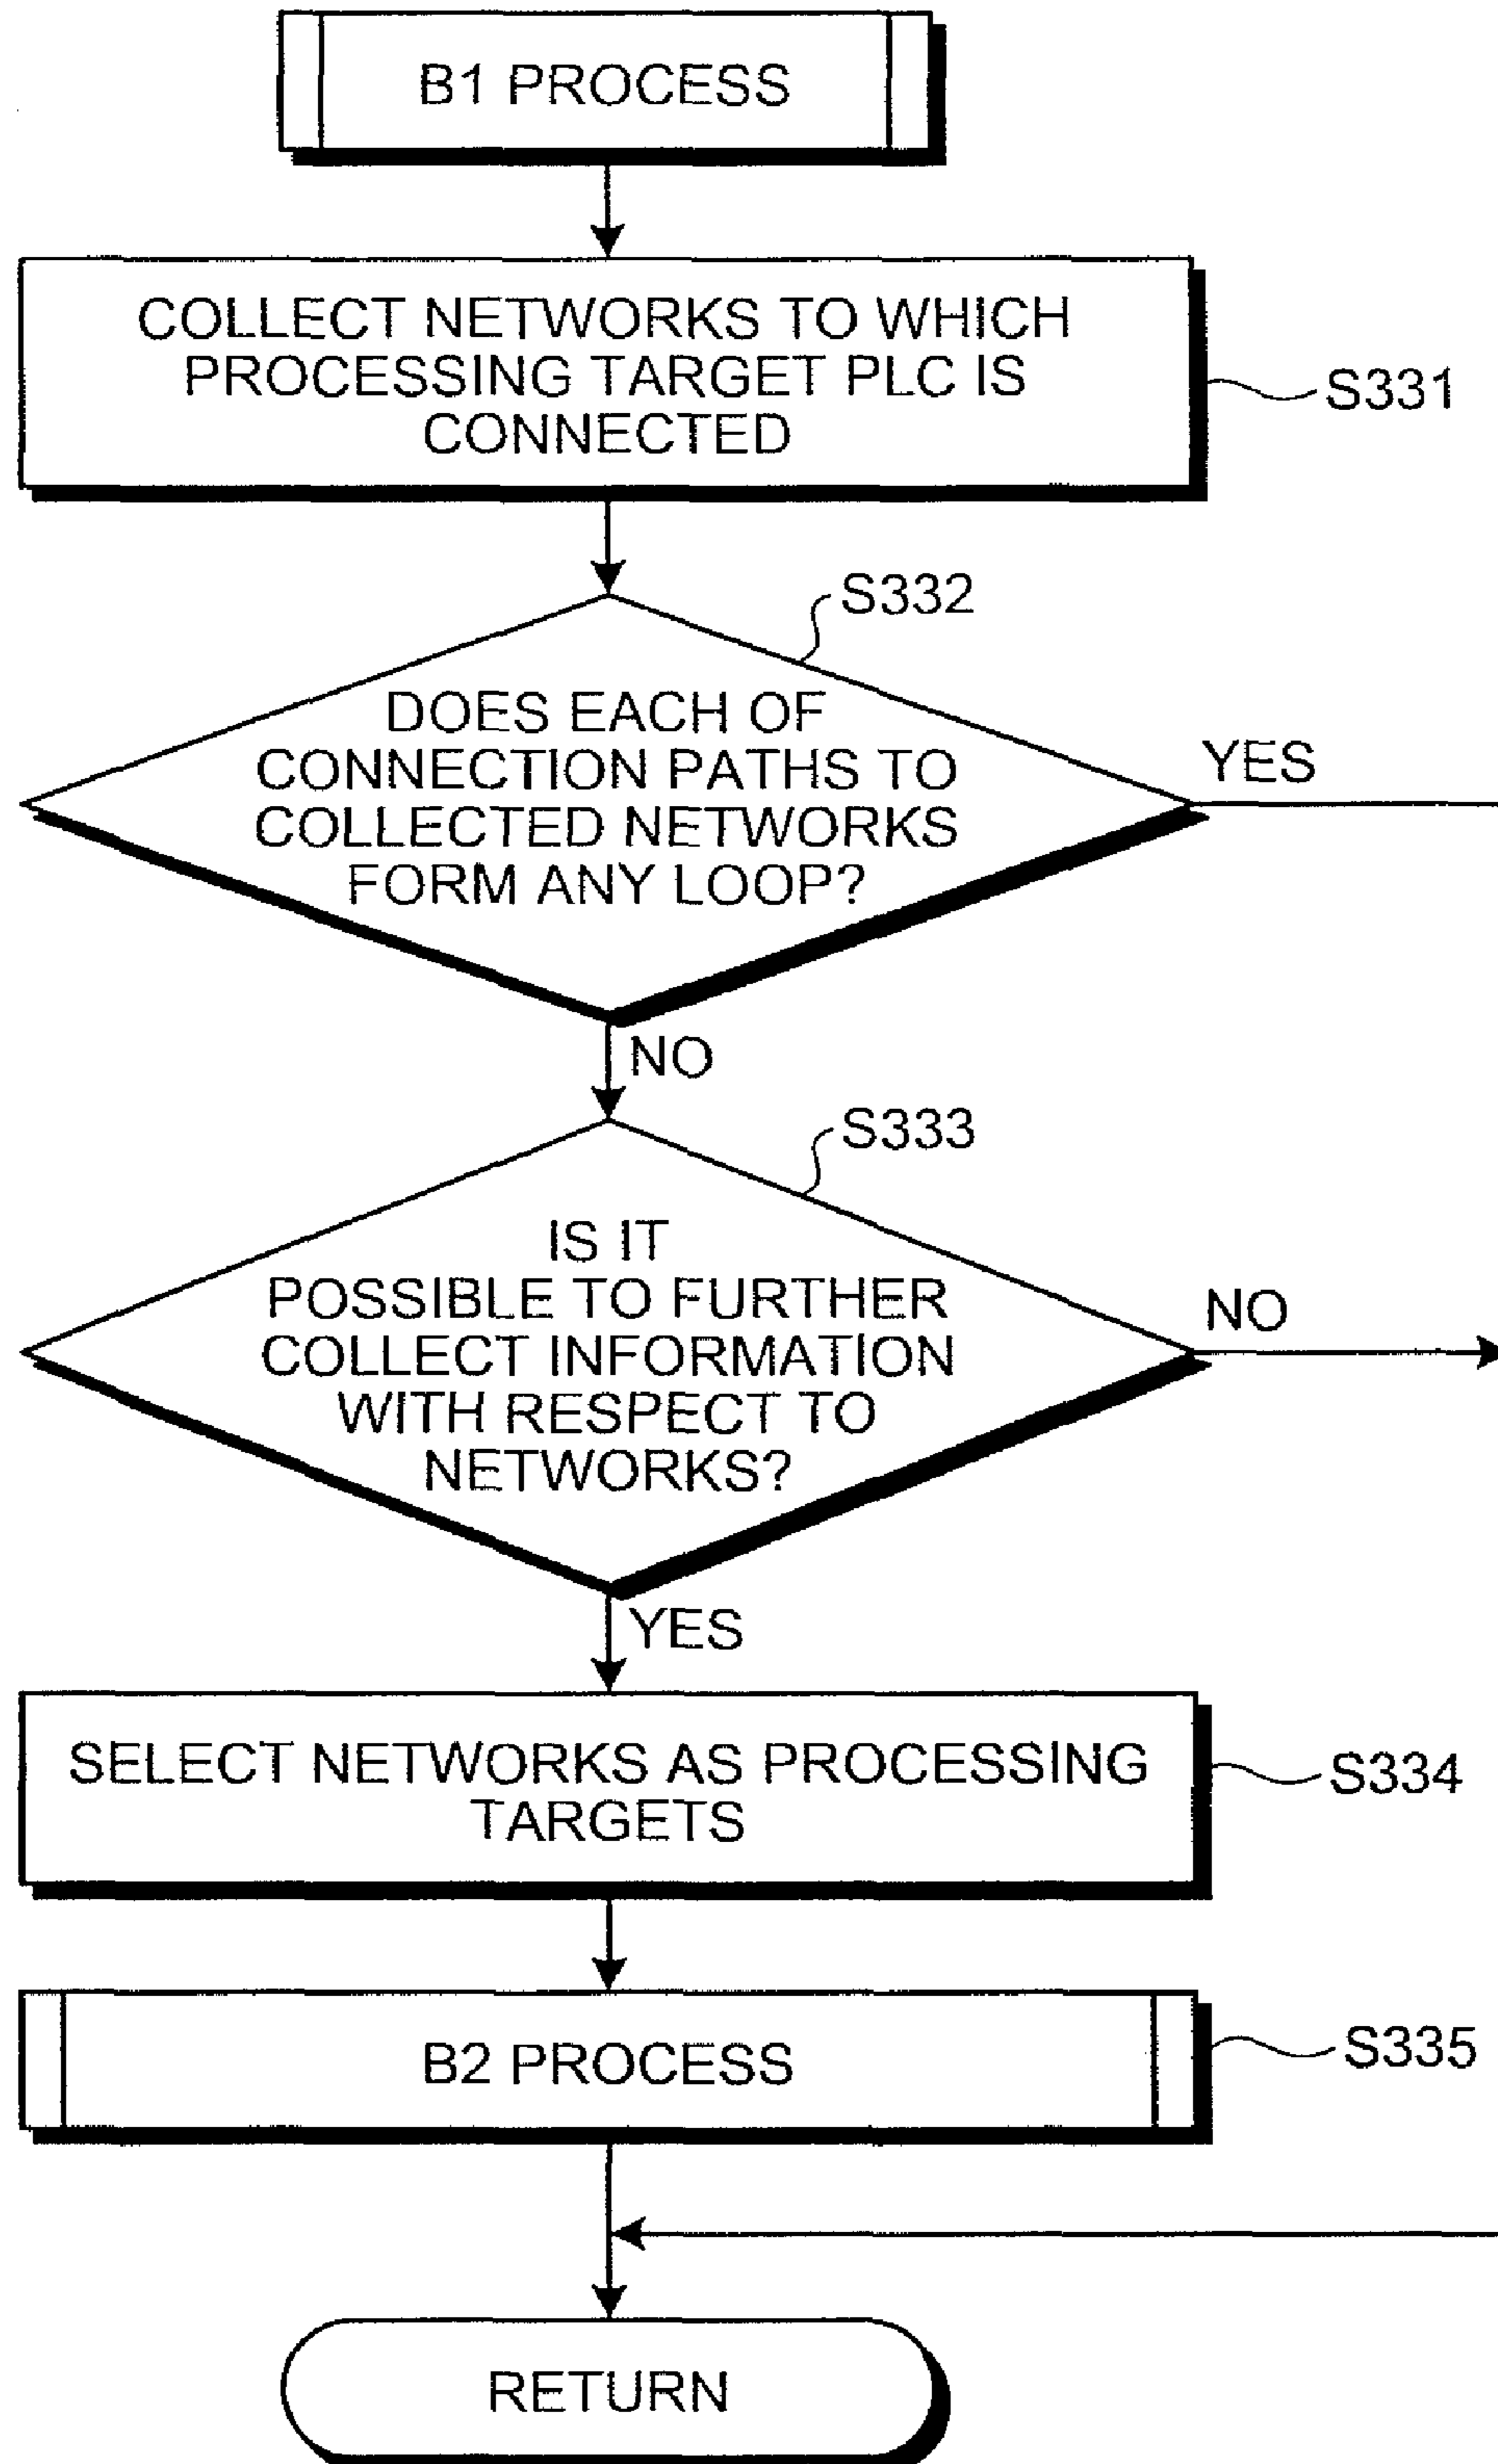 B1 PROCESS
COLLECT NETWORKS TO WHICH
PROCESSING TARGET PLC IS
CONNECTED
S331
S332
DOES EACH OF
CONNECTION PATHS TO
COLLECTED NETWORKS
FORM ANY LOOP?
YES
NO
S333
IS IT
POSSIBLE TO FURTHER
COLLECT INFORMATION
WITH RESPECT TO
NETWORKS?
NO
YES
SELECT NETWORKS AS PROCESSING
TARGETS
S334
B2 PROCESS
S335
RETURN